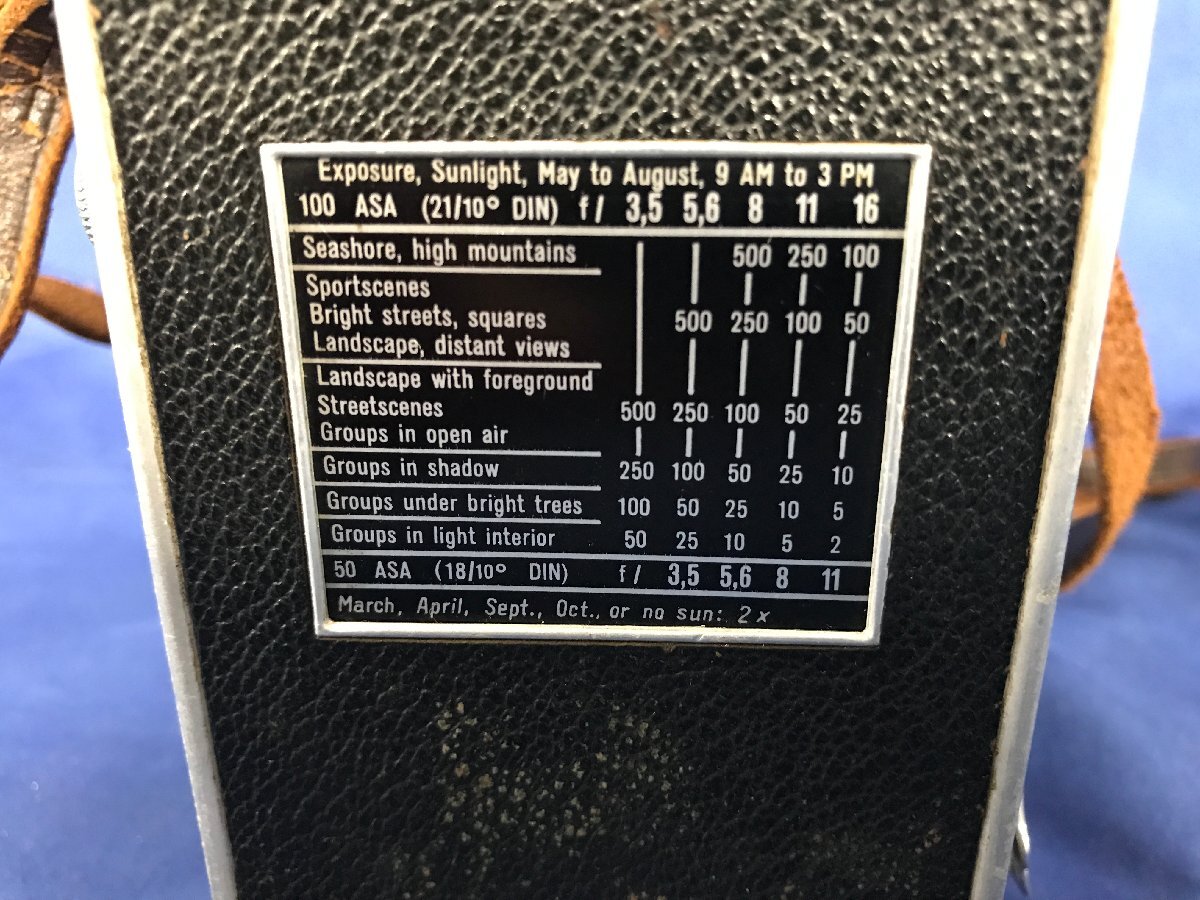 Exposure, Sunlight, May to August, 9 AM to 3 PM
100 ASA (21/10° DIN) f/ 3,5 5,6 8 11 16
Seashore, high mountains 500 250 100
Sportscenes
Bright streets, squares 500 250 100 50
Landscape, distant views
Landscape with foreground
Streetscenes 500 250 100 50 25
Groups in open air
Groups in shadow 250 100 50 25 10
Groups under bright trees 100 50 25 10 5
Groups in light interior 50 25 10 5 2
50 ASA (18/10° DIN) f/ 3,5 5,6 8 11
March, April, Sept., Oct., or no sun: 2 x